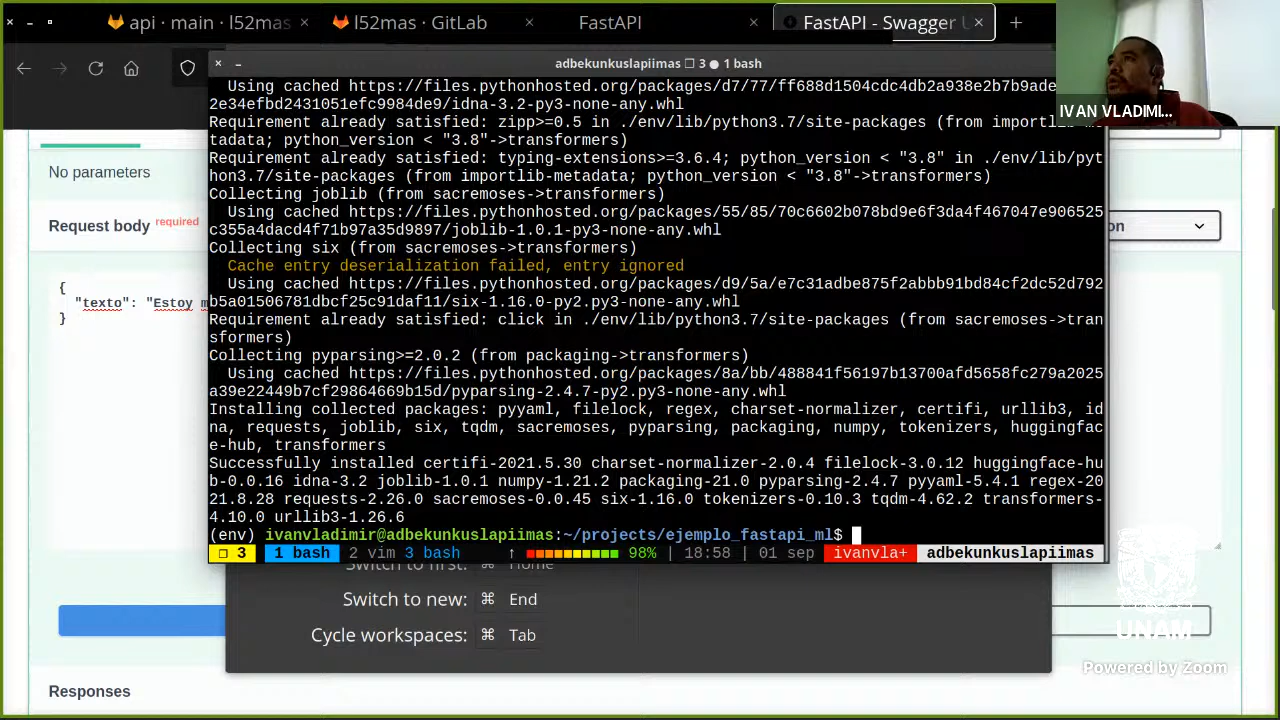 api · main · l52mas
l52mas · GitLab
FastAPI
FastAPI - Swagger U
IVAN VLADIMI...
adbekunkuslapiimas ❐ 3 ● 1 bash
Using cached https://files.pythonhosted.org/packages/d7/77/ff688d1504cdc4db2a938e2b7b9ade
2e34efbd2431051efc9984de9/idna-3.2-py3-none-any.whl
Requirement already satisfied: zipp>=0.5 in ./env/lib/python3.7/site-packages (from importlib-me
tadata; python_version < "3.8"->transformers)
Requirement already satisfied: typing-extensions>=3.6.4; python_version < "3.8" in ./env/lib/pyt
hon3.7/site-packages (from importlib-metadata; python_version < "3.8"->transformers)
Collecting joblib (from sacremoses->transformers)
Using cached https://files.pythonhosted.org/packages/55/85/70c6602b078bd9e6f3da4f467047e906525
c355a4dacd4f71b97a35d9897/joblib-1.0.1-py3-none-any.whl
Collecting six (from sacremoses->transformers)
Cache entry deserialization failed, entry ignored
Using cached https://files.pythonhosted.org/packages/d9/5a/e7c31adbe875f2abbb91bd84cf2dc52d792
b5a01506781dbcf25c91daf11/six-1.16.0-py2.py3-none-any.whl
Requirement already satisfied: click in ./env/lib/python3.7/site-packages (from sacremoses->tran
sformers)
Collecting pyparsing>=2.0.2 (from packaging->transformers)
Using cached https://files.pythonhosted.org/packages/8a/bb/488841f56197b13700afd5658fc279a2025
a39e22449b7cf29864669b15d/pyparsing-2.4.7-py2.py3-none-any.whl
Installing collected packages: pyyaml, filelock, regex, charset-normalizer, certifi, urllib3, id
na, requests, joblib, six, tqdm, sacremoses, pyparsing, packaging, numpy, tokenizers, huggingfac
e-hub, transformers
Successfully installed certifi-2021.5.30 charset-normalizer-2.0.4 filelock-3.0.12 huggingface-hu
b-0.0.16 idna-3.2 joblib-1.0.1 numpy-1.21.2 packaging-21.0 pyparsing-2.4.7 pyyaml-5.4.1 regex-20
21.8.28 requests-2.26.0 sacremoses-0.0.45 six-1.16.0 tokenizers-0.10.3 tqdm-4.62.2 transformers-
4.10.0 urllib3-1.26.6
(env) ivanvladimir@adbekunkuslapiimas:~/projects/ejemplo_fastapi_ml$
❐ 3 1 bash 2 vim 3 bash ↑ 98% | 18:58 | 01 sep ivanvla+ adbekunkuslapiimas
No parameters
Request body required
on
{
"texto": "Estoy m
}
Switch to first: ⌘ Home
Switch to new: ⌘ End
Cycle workspaces: ⌘ Tab
Responses
UNAM
Powered by Zoom